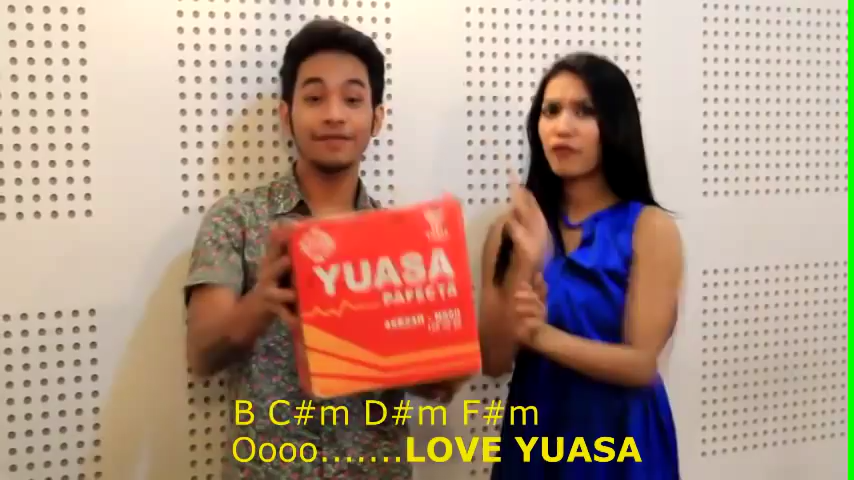 YUASA
PAFECTA
B C#m D#m F#m
Oooo.......LOVE YUASA